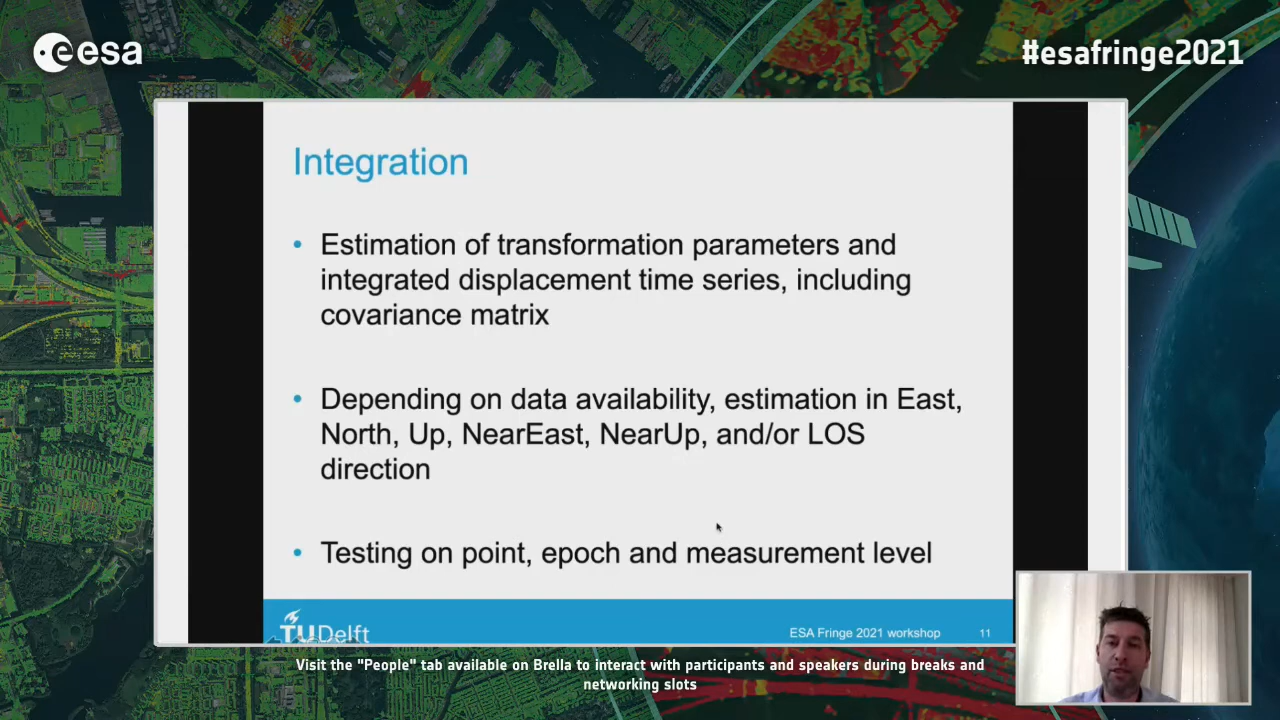 esa
#esafringe2021
Integration
• Estimation of transformation parameters and
integrated displacement time series, including
covariance matrix
• Depending on data availability, estimation in East,
North, Up, NearEast, NearUp, and/or LOS
direction
• Testing on point, epoch and measurement level
TUDelft
ESA Fringe 2021 workshop
11
Visit the "People" tab available on Brella to interact with participants and speakers during breaks and
networking slots